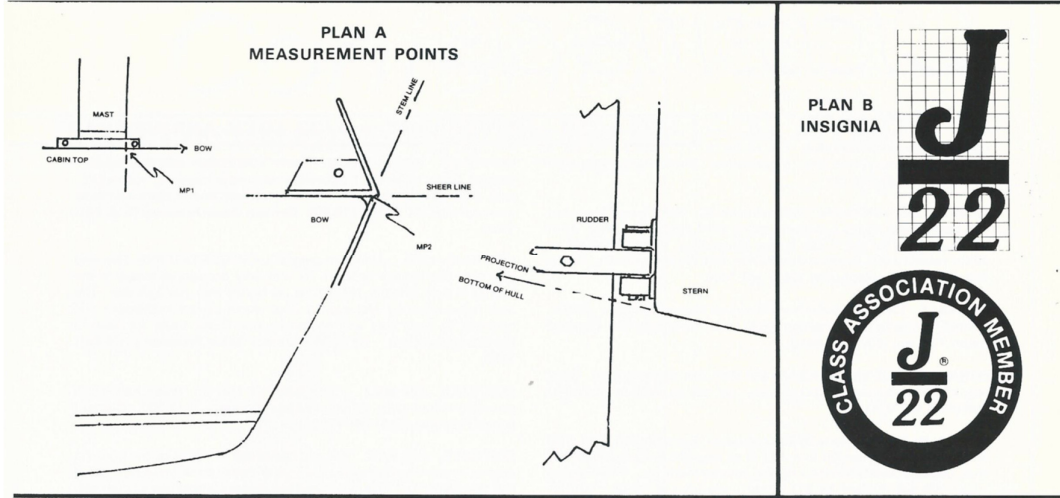 PLAN A
MEASUREMENT POINTS
MAST
CABIN TOP
BOW
MP1
STEM LINE
SHEER LINE
BOW
MP2
RUDDER
PROJECTION
BOTTOM OF HULL
STERN
PLAN B
INSIGNIA
J
22
CLASS ASSOCIATION MEMBER
J®
22